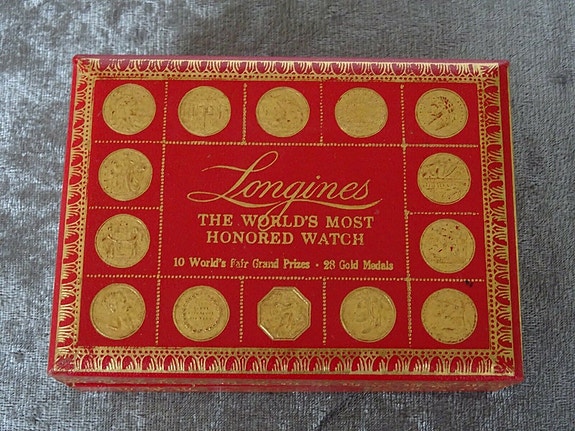 Longines
THE WORLD'S MOST
HONORED WATCH
10 World's Fair Grand Prizes · 28 Gold Medals